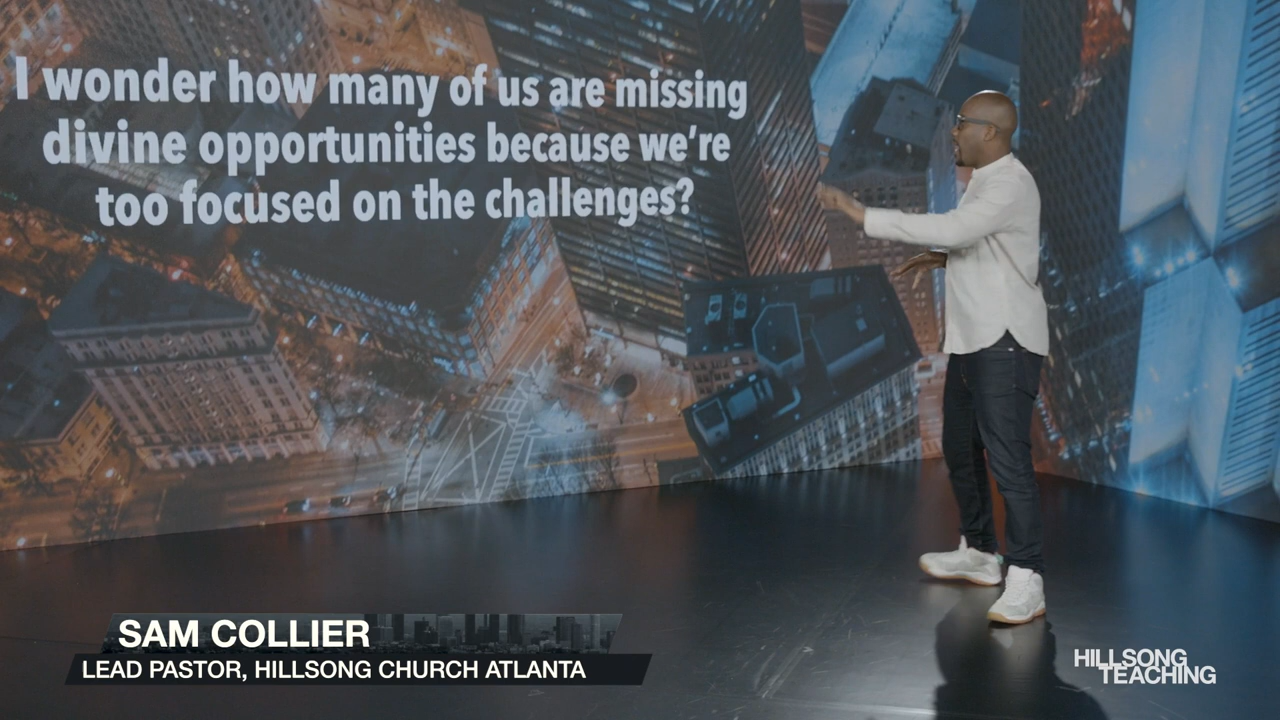 I wonder how many of us are missing
divine opportunities because we're
too focused on the challenges?
SAM COLLIER
LEAD PASTOR, HILLSONG CHURCH ATLANTA
HILLSONG
TEACHING